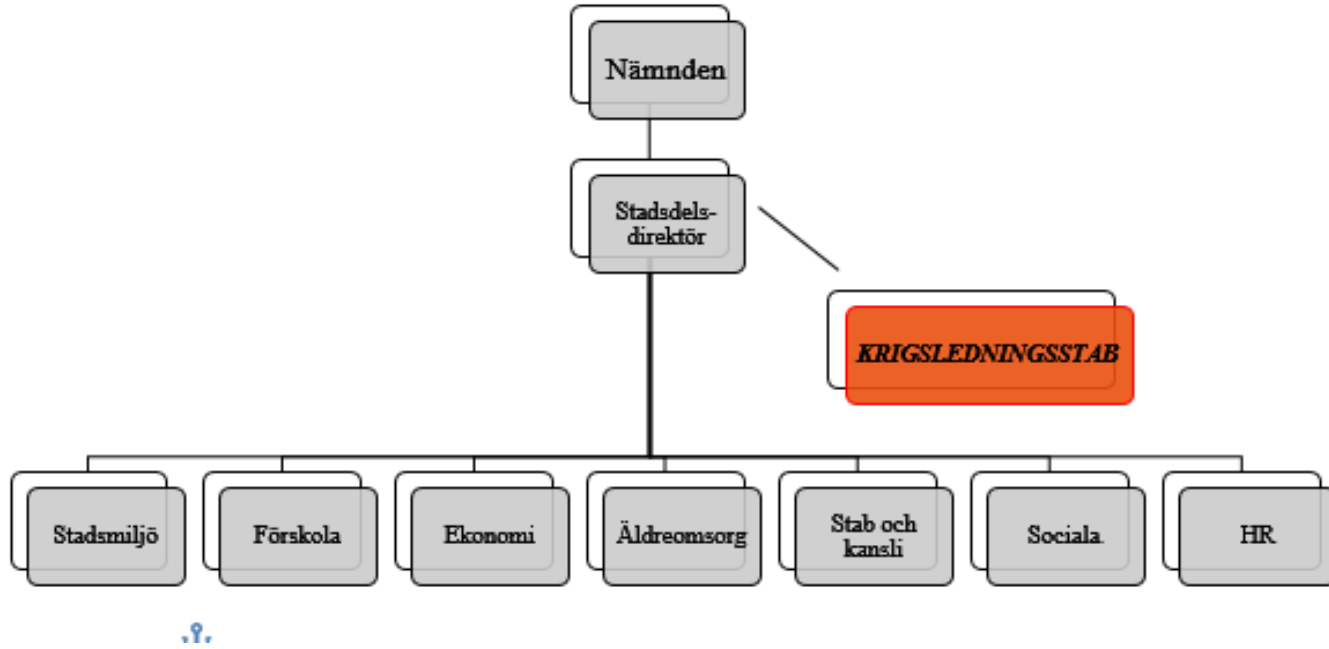 Nämnden
Stadsdels-
direktör
KRIGSLEDNINGSSTAB
Stadsmiljö
Förskola
Ekonomi
Äldreomsorg
Stab och
kansli
Sociala
HR